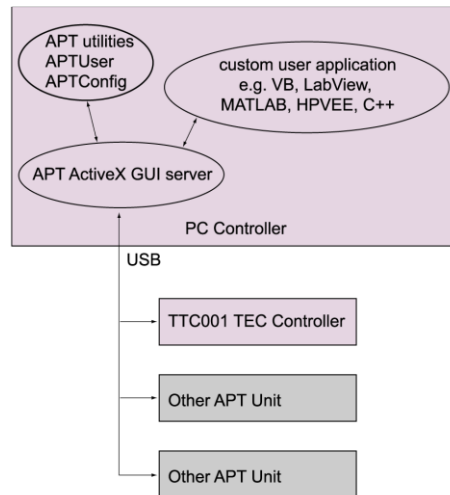 APT utilities
APTUser
APTConfig
custom user application
e.g. VB, LabView,
MATLAB, HPVEE, C++
APT ActiveX GUI server
PC Controller
USB
TTC001 TEC Controller
Other APT Unit
Other APT Unit